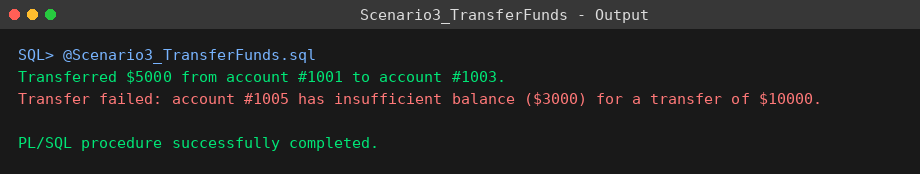 Scenario3_TransferFunds - Output
SQL> @Scenario3_TransferFunds.sql
Transferred $5000 from account #1001 to account #1003.
Transfer failed: account #1005 has insufficient balance ($3000) for a transfer of $10000.
PL/SQL procedure successfully completed.